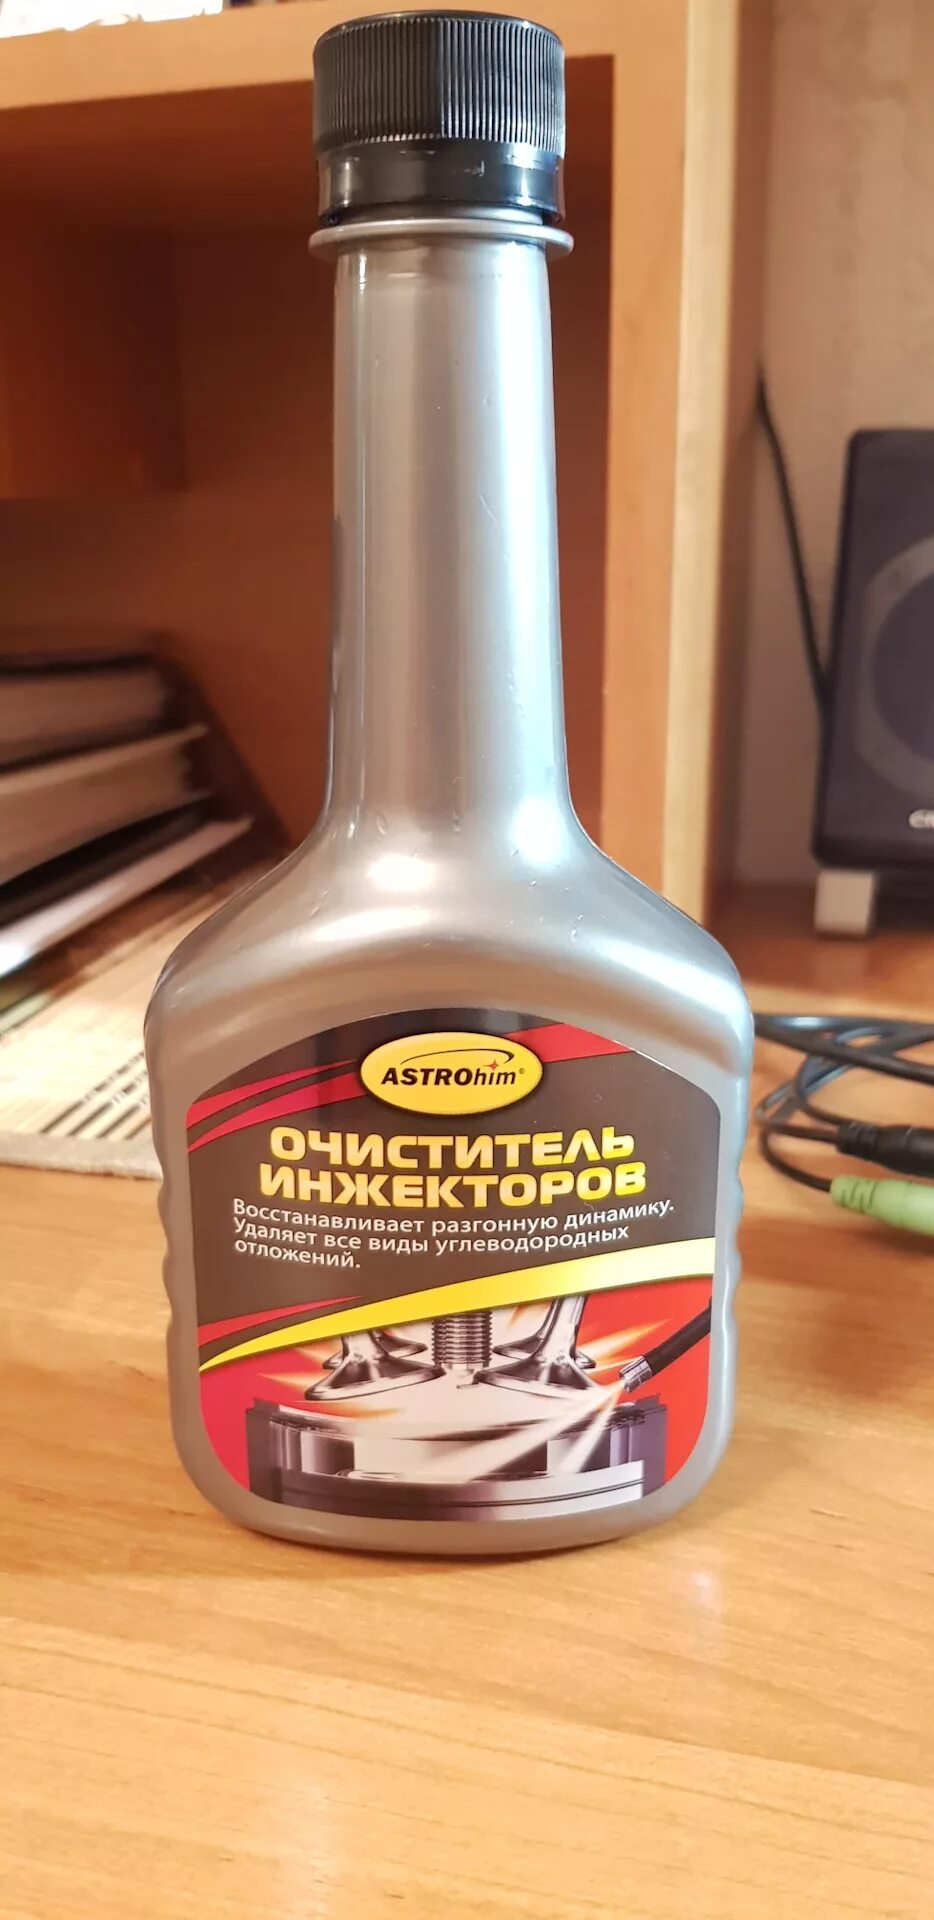 ASTROhim®
ОЧИСТИТЕЛЬ
ИНЖЕКТОРОВ
Восстанавливает разгонную динамику.
Удаляет все виды углеводородных
отложений.